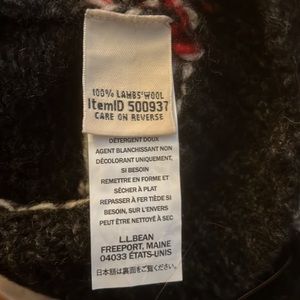 100% LAMBS'WOOL
ItemID 500937
CARE ON REVERSE
DÉTERGENT DOUX
AGENT BLANCHISSANT NON
DÉCOLORANT UNIQUEMENT,
SI BESOIN
REMETTRE EN FORME ET
SÉCHER À PLAT
REPASSER À FER TIÈDE SI
BESOIN, SUR L'ENVERS
PEUT ÊTRE NETTOYÉ À SEC
L.L.BEAN
FREEPORT, MAINE
04033 ÉTATS-UNIS
日本語は裏面をご覧ください。